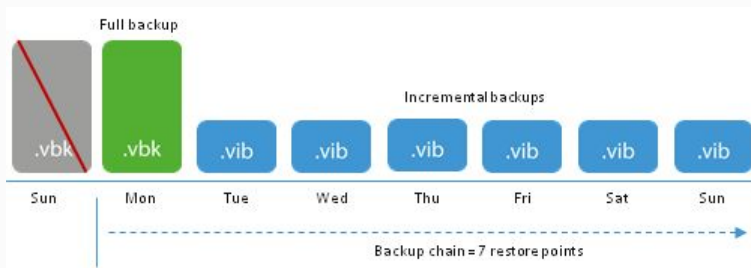 Full backup
Incremental backups
.vbk .vbk .vib .vib .vib .vib .vib .vib
Sun Mon Tue Wed Thu Fri Sat Sun
Backup chain = 7 restore points